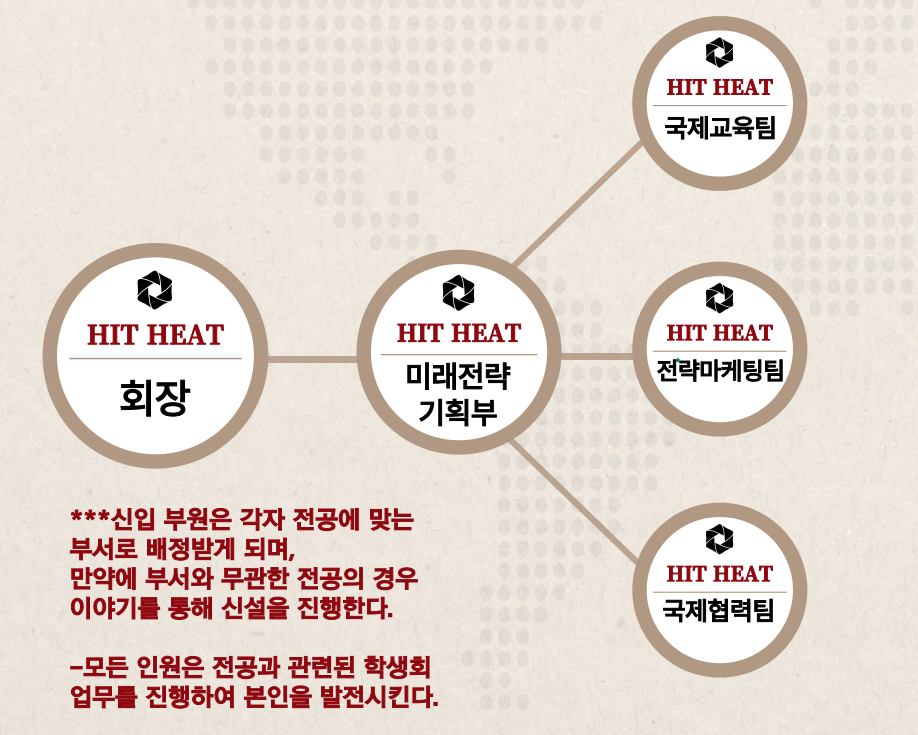 HIT HEAT
회장
HIT HEAT
미래전략
기획부
HIT HEAT
국제교육팀
HIT HEAT
전략마케팅팀
HIT HEAT
국제협력팀
***신입 부원은 각자 전공에 맞는
부서로 배정받게 되며,
만약에 부서와 무관한 전공의 경우
이야기를 통해 신설을 진행한다.
-모든 인원은 전공과 관련된 학생회
업무를 진행하여 본인을 발전시킨다.